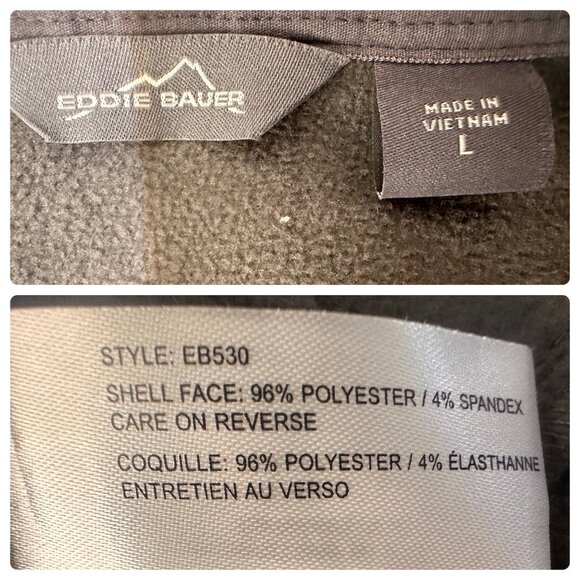 EDDIE BAUER
MADE IN
VIETNAM
L
STYLE: EB530
SHELL FACE: 96% POLYESTER / 4% SPANDEX
CARE ON REVERSE
COQUILLE: 96% POLYESTER / 4% ÉLASTHANNE
ENTRETIEN AU VERSO